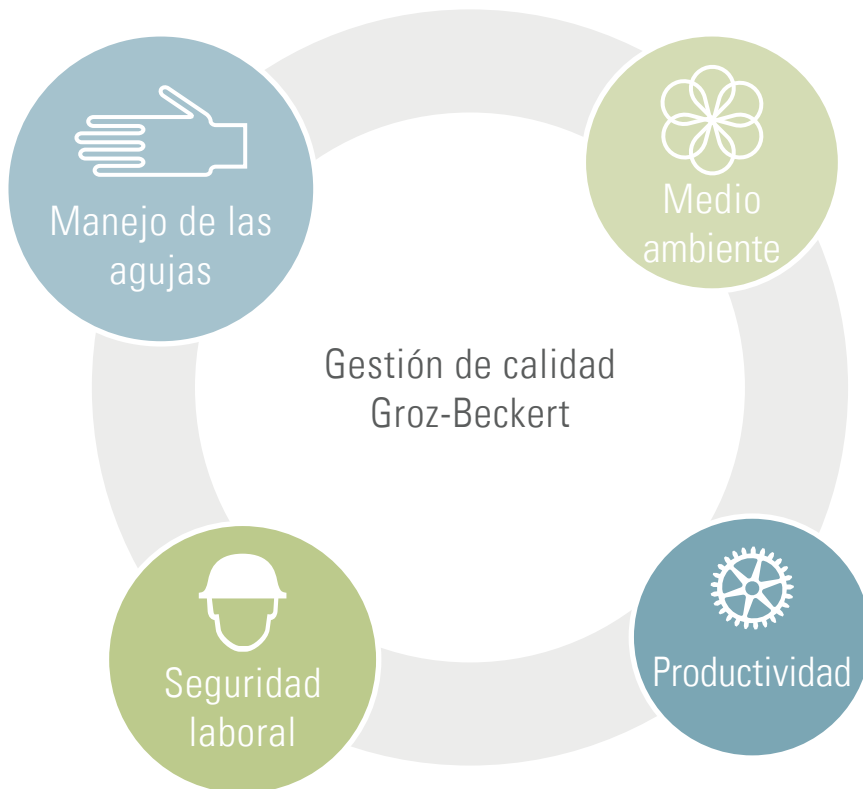 Manejo de las
agujas
Medio
ambiente
Gestión de calidad
Groz-Beckert
Seguridad
laboral
Productividad